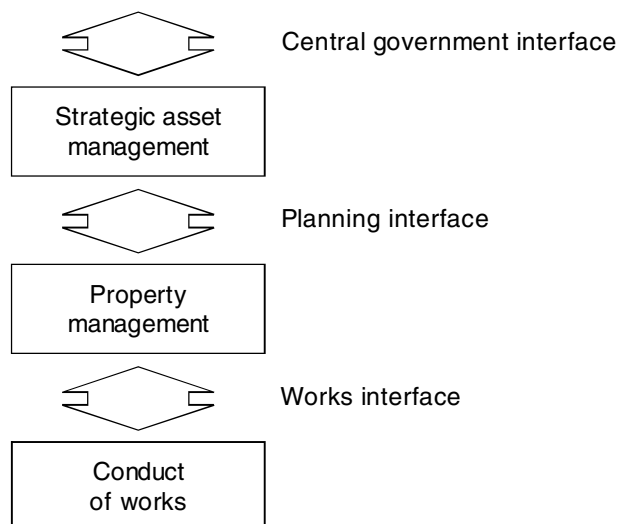 Central government interface
Strategic asset
management
Planning interface
Property
management
Works interface
Conduct
of works